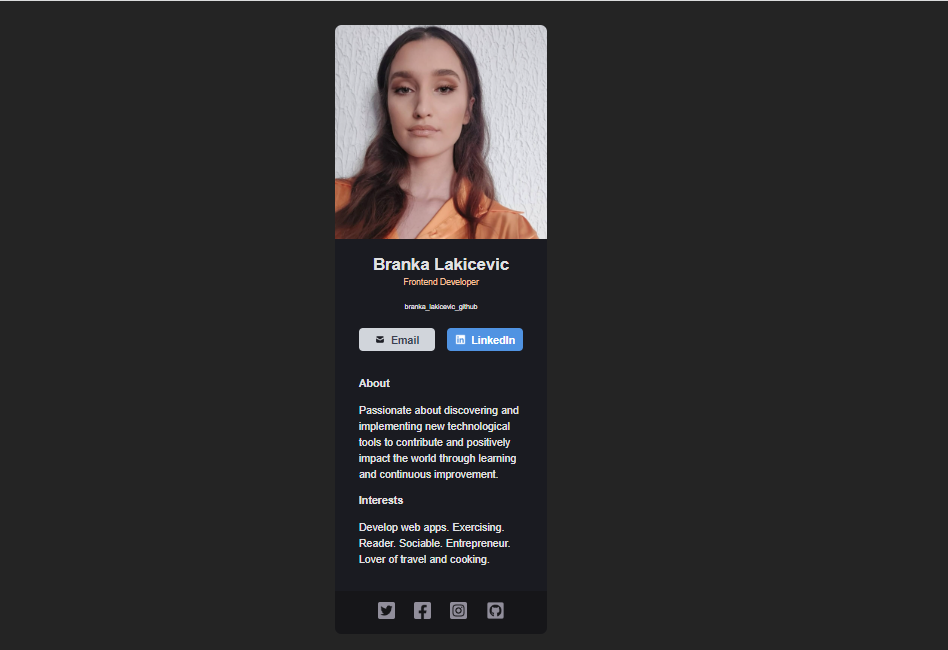 Branka Lakicevic
Frontend Developer
branka_lakicevic_github
Email
LinkedIn
About
Passionate about discovering and
implementing new technological
tools to contribute and positively
impact the world through learning
and continuous improvement.
Interests
Develop web apps. Exercising.
Reader. Sociable. Entrepreneur.
Lover of travel and cooking.